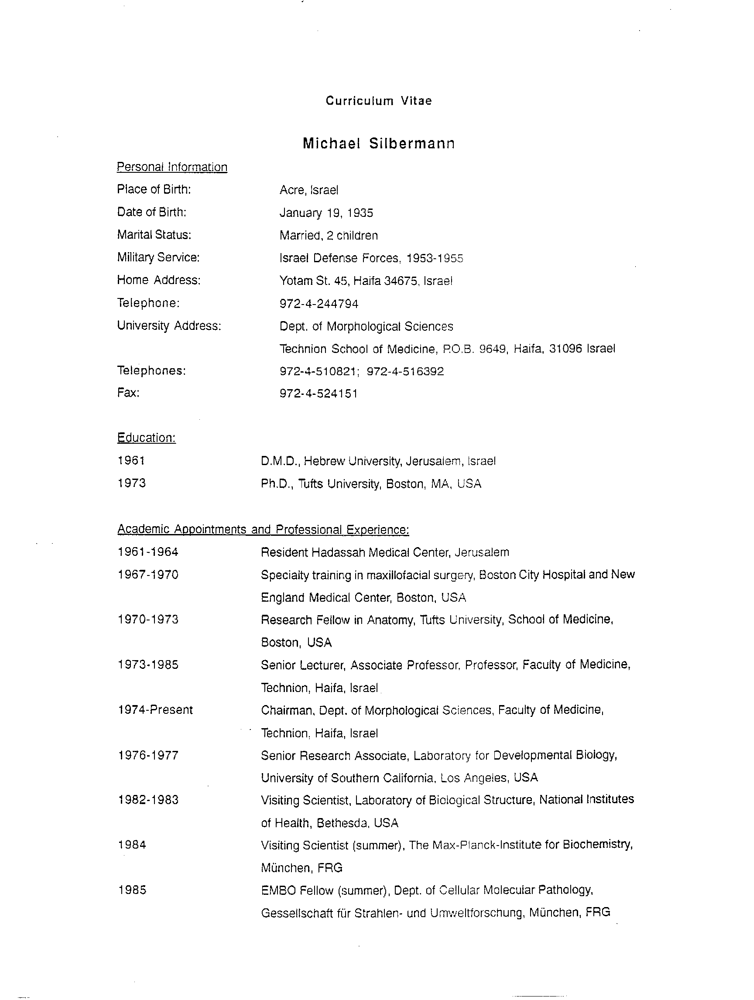 Curriculum Vitae
Michael Silbermann
Personal Information
Place of Birth: Acre, Israel
Date of Birth: January 19, 1935
Marital Status: Married, 2 children
Military Service: Israel Defense Forces, 1953-1955
Home Address: Yotam St. 45, Haifa 34675, Israel
Telephone: 972-4-244794
University Address: Dept. of Morphological Sciences
Technion School of Medicine, P.O.B. 9649, Haifa, 31096 Israel
Telephones: 972-4-510821; 972-4-516392
Fax: 972-4-524151
Education:
1961 D.M.D., Hebrew University, Jerusalem, Israel
1973 Ph.D., Tufts University, Boston, MA, USA
Academic Appointments and Professional Experience:
1961-1964 Resident Hadassah Medical Center, Jerusalem
1967-1970 Specialty training in maxillofacial surgery, Boston City Hospital and New
England Medical Center, Boston, USA
1970-1973 Research Fellow in Anatomy, Tufts University, School of Medicine,
Boston, USA
1973-1985 Senior Lecturer, Associate Professor, Professor, Faculty of Medicine,
Technion, Haifa, Israel
1974-Present Chairman, Dept. of Morphological Sciences, Faculty of Medicine,
Technion, Haifa, Israel
1976-1977 Senior Research Associate, Laboratory for Developmental Biology,
University of Southern California, Los Angeles, USA
1982-1983 Visiting Scientist, Laboratory of Biological Structure, National Institutes
of Health, Bethesda, USA
1984 Visiting Scientist (summer), The Max-Planck-Institute for Biochemistry,
München, FRG
1985 EMBO Fellow (summer), Dept. of Cellular Molecular Pathology,
Gessellschaft für Strahlen- und Umweltforschung, München, FRG